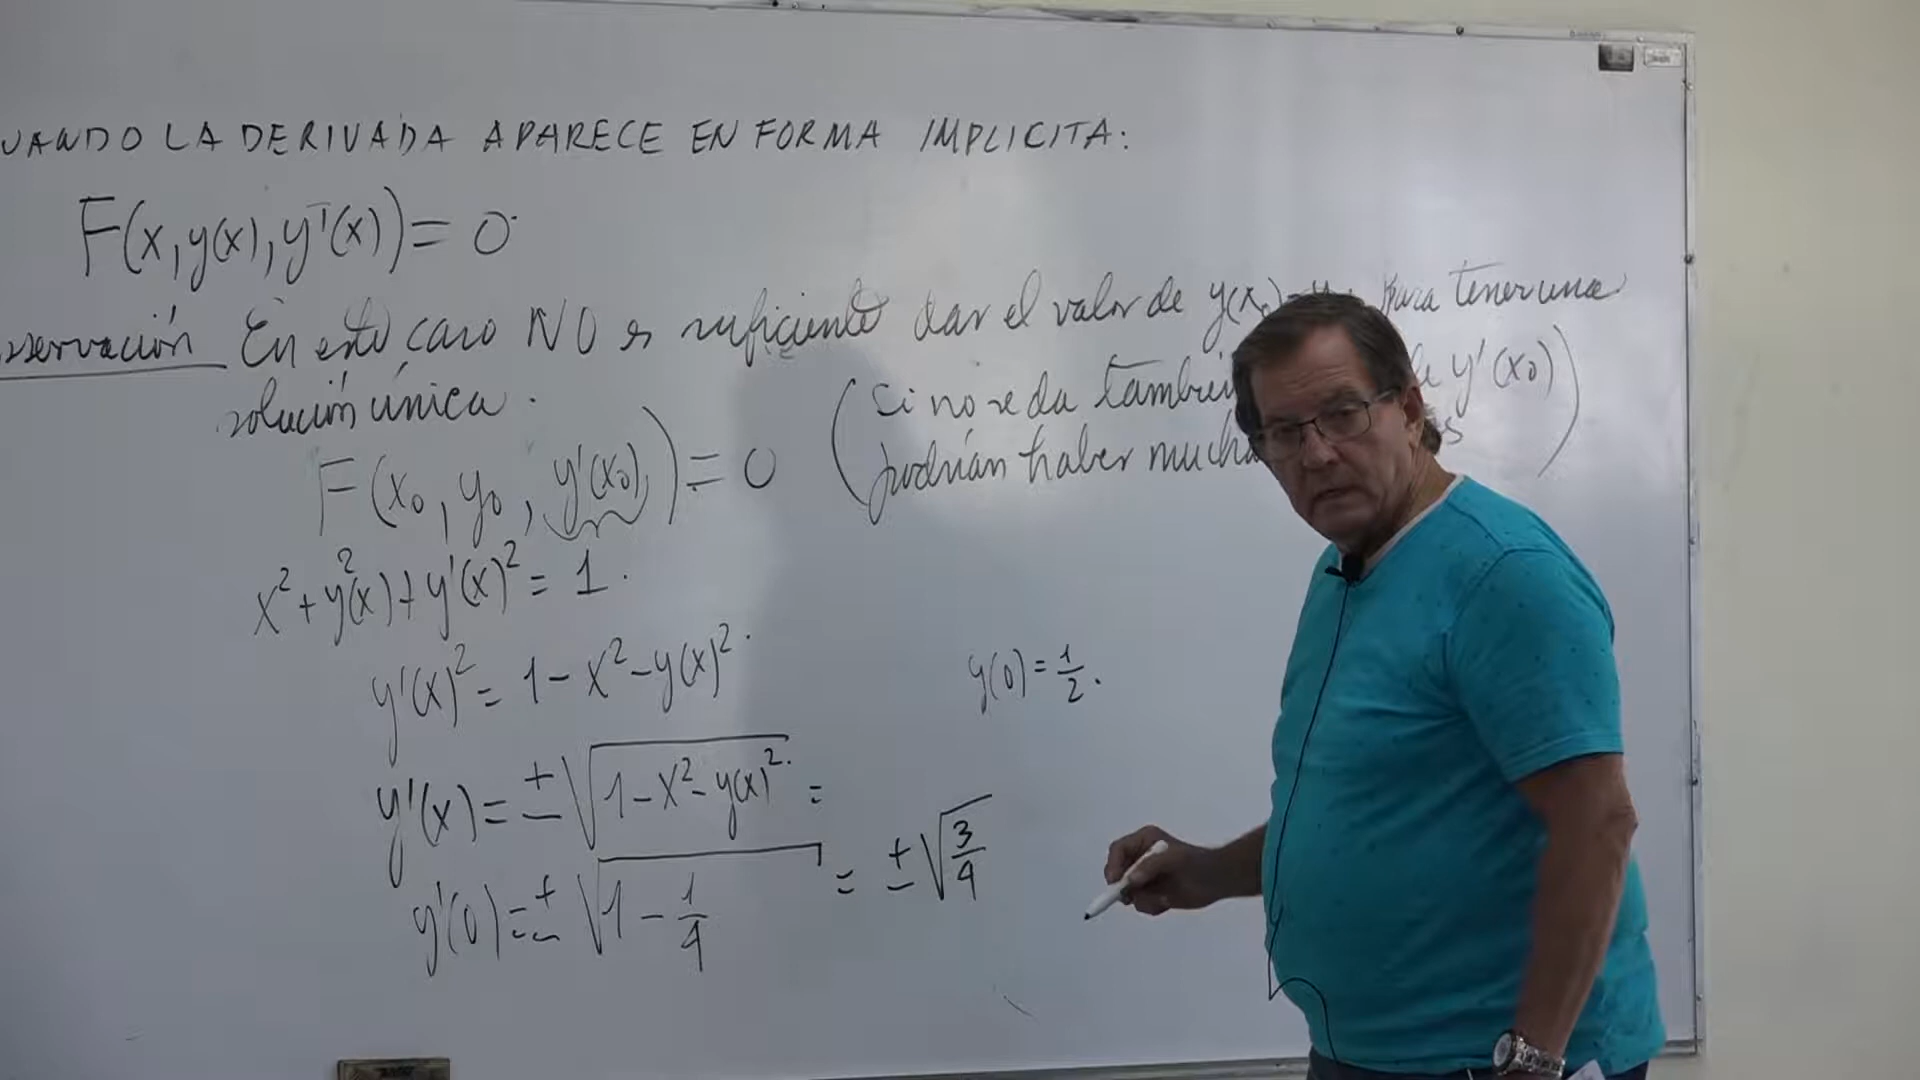 UANDO LA DERIVADA APARECE EN FORMA IMPLICITA:
F(x, y(x), y'(x)) = 0
servación En este caso NO es suficiente dar el valor de y(x₀) para tener una
solución única.
(Si no se da también de y'(x₀)
podrían haber mucha s)
F(x₀, y₀, y'(x₀)) = 0
x² + y²(x) + y'(x)² = 1.
y'(x)² = 1 - x² - y(x)².
y(0) = 1/2.
y'(x) = ± √(1 - x² - y(x)²) =
y'(0) = ± √(1 - 1/4) = ± √(3/4)